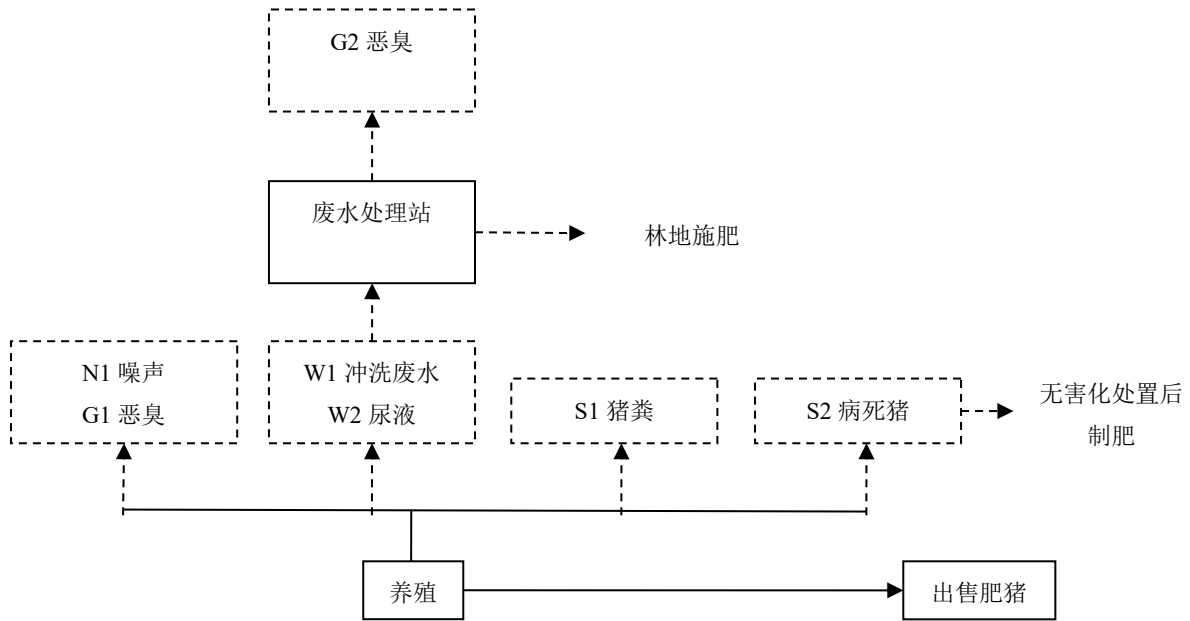 G2 恶臭
废水处理站
林地施肥
N1 噪声
G1 恶臭
W1 冲洗废水
W2 尿液
S1 猪粪
S2 病死猪
无害化处置后
制肥
养殖
出售肥猪